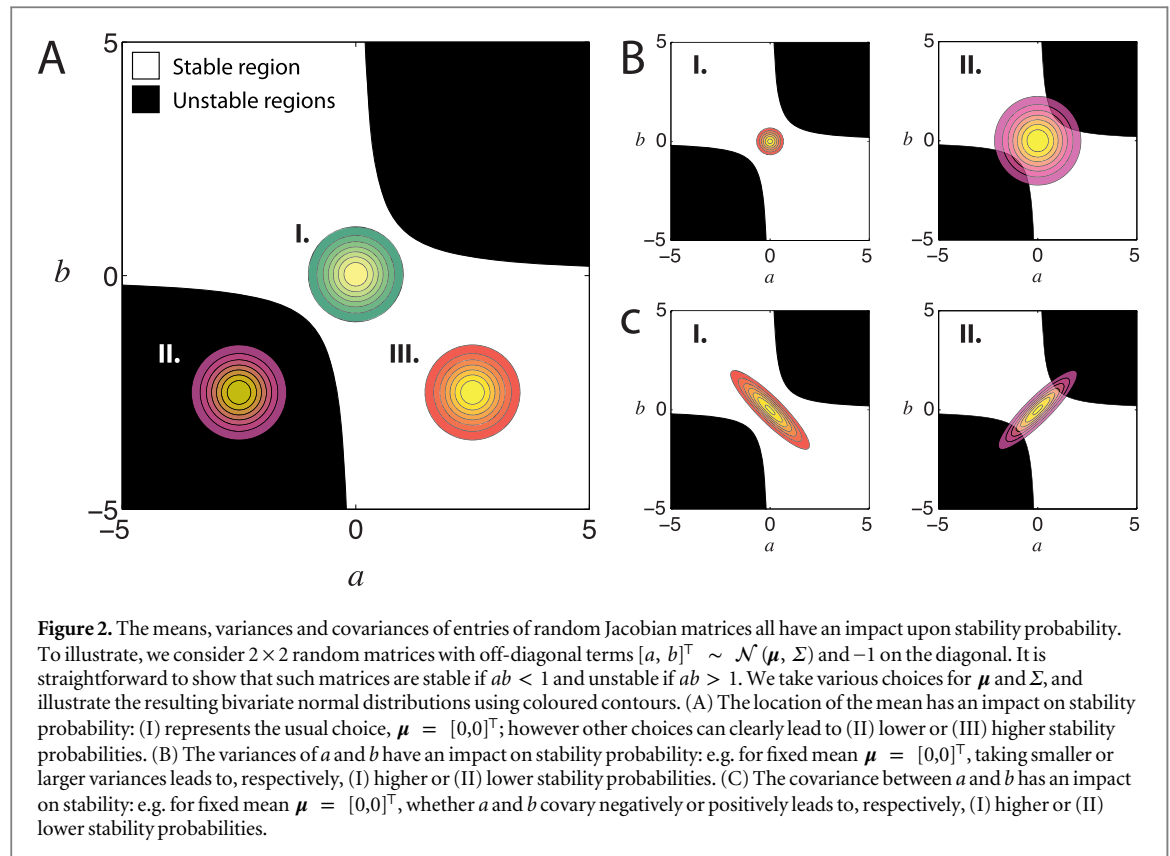 A
5
Stable region
Unstable regions
I.
b
0
II.
III.
−5
−5
0
5
a
B
5
I.
b 0
−5
−5
0
5
a
5
II.
b 0
−5
−5
0
5
a
C
5
I.
b 0
−5
−5
0
5
a
5
II.
b 0
−5
−5
0
5
a
Figure 2. The means, variances and covariances of entries of random Jacobian matrices all have an impact upon stability probability.
To illustrate, we consider 2 × 2 random matrices with off-diagonal terms [a, b]⊤ ∼ 𝒩 (μ, Σ) and −1 on the diagonal. It is
straightforward to show that such matrices are stable if ab < 1 and unstable if ab > 1. We take various choices for μ and Σ, and
illustrate the resulting bivariate normal distributions using coloured contours. (A) The location of the mean has an impact on stability
probability: (I) represents the usual choice, μ = [0,0]⊤; however other choices can clearly lead to (II) lower or (III) higher stability
probabilities. (B) The variances of a and b have an impact on stability probability: e.g. for fixed mean μ = [0,0]⊤, taking smaller or
larger variances leads to, respectively, (I) higher or (II) lower stability probabilities. (C) The covariance between a and b has an impact
on stability: e.g. for fixed mean μ = [0,0]⊤, whether a and b covary negatively or positively leads to, respectively, (I) higher or (II)
lower stability probabilities.